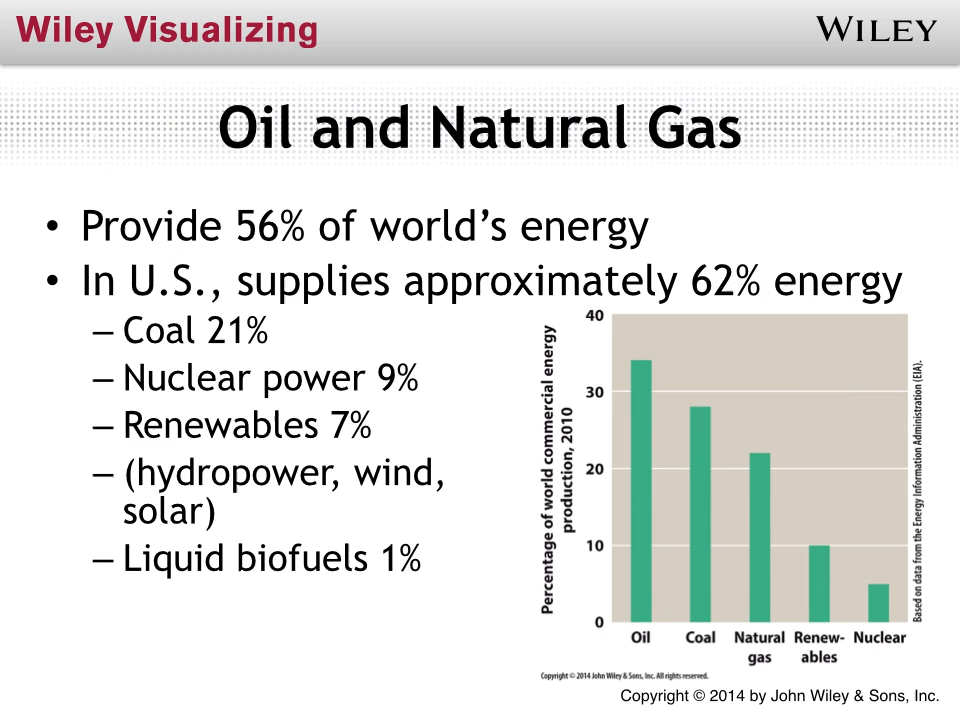 Wiley Visualizing
WILEY
Oil and Natural Gas
• Provide 56% of world’s energy
• In U.S., supplies approximately 62% energy
– Coal 21%
– Nuclear power 9%
– Renewables 7%
– (hydropower, wind,
solar)
– Liquid biofuels 1%
Percentage of world commercial energy
production, 2010
40
30
20
10
0
Oil
Coal
Natural
gas
Renew-
ables
Nuclear
Based on data from the Energy Information Administration (EIA).
Copyright © 2014 John Wiley & Sons, Inc. All rights reserved.
Copyright © 2014 by John Wiley & Sons, Inc.